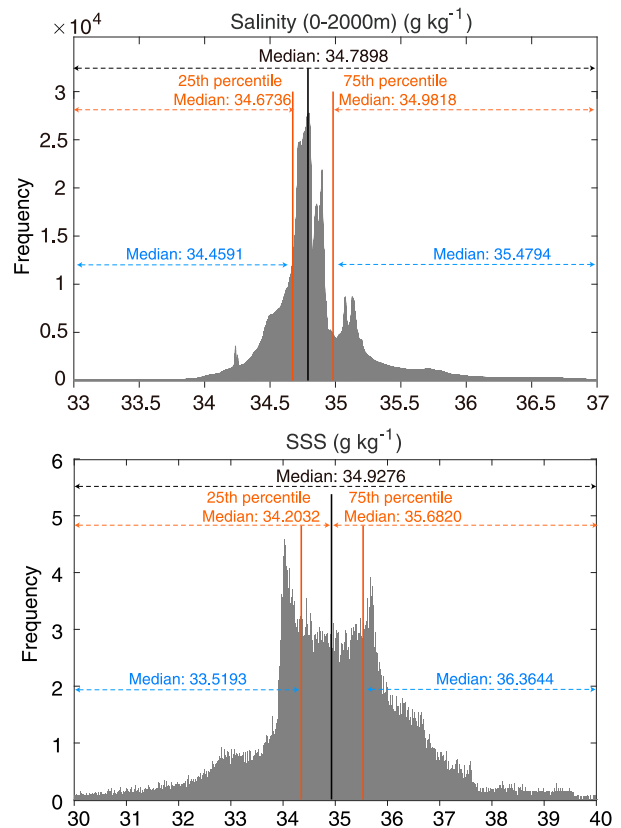 ×10⁴
Salinity (0-2000m) (g kg⁻¹)
Median: 34.7898
25th percentile
75th percentile
Median: 34.6736
Median: 34.9818
Median: 34.4591
Median: 35.4794
Frequency
3
2.5
2
1.5
1
0.5
0
33
33.5
34
34.5
35
35.5
36
36.5
37
SSS (g kg⁻¹)
Median: 34.9276
25th percentile
75th percentile
Median: 34.2032
Median: 35.6820
Median: 33.5193
Median: 36.3644
Frequency
6
5
4
3
2
1
0
30
31
32
33
34
35
36
37
38
39
40